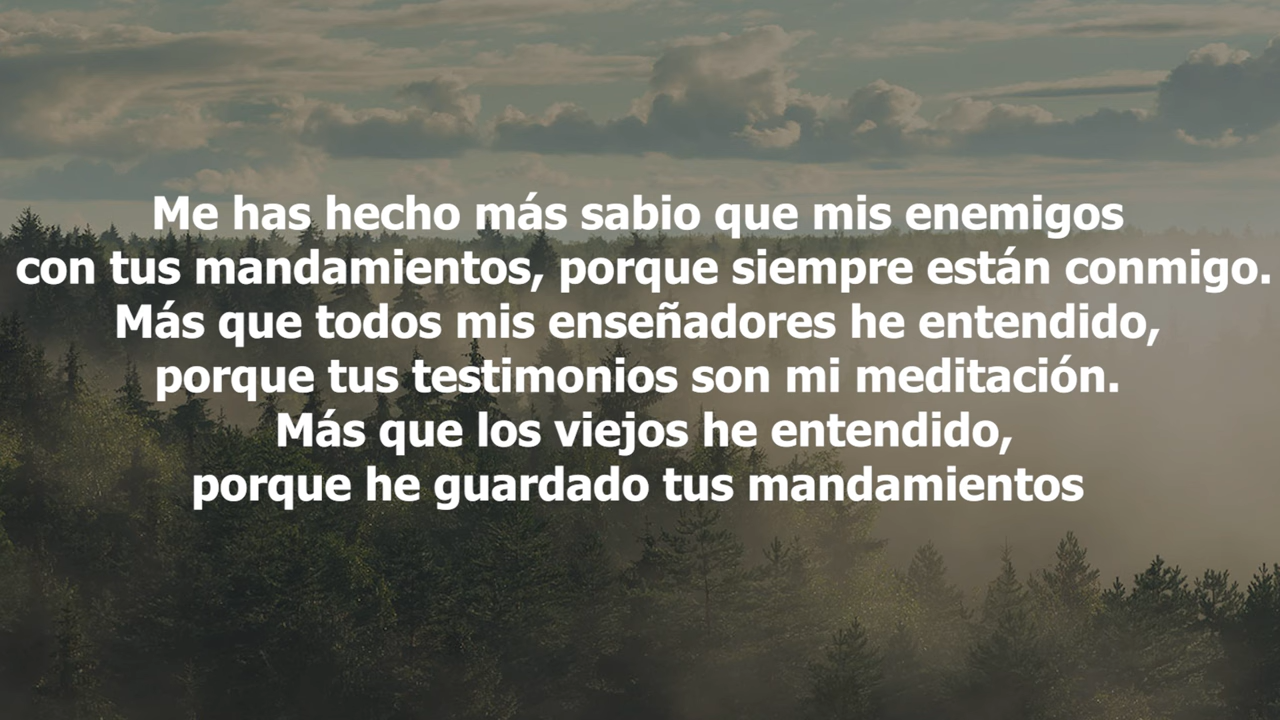 Me has hecho más sabio que mis enemigos
con tus mandamientos, porque siempre están conmigo.
Más que todos mis enseñadores he entendido,
porque tus testimonios son mi meditación.
Más que los viejos he entendido,
porque he guardado tus mandamientos